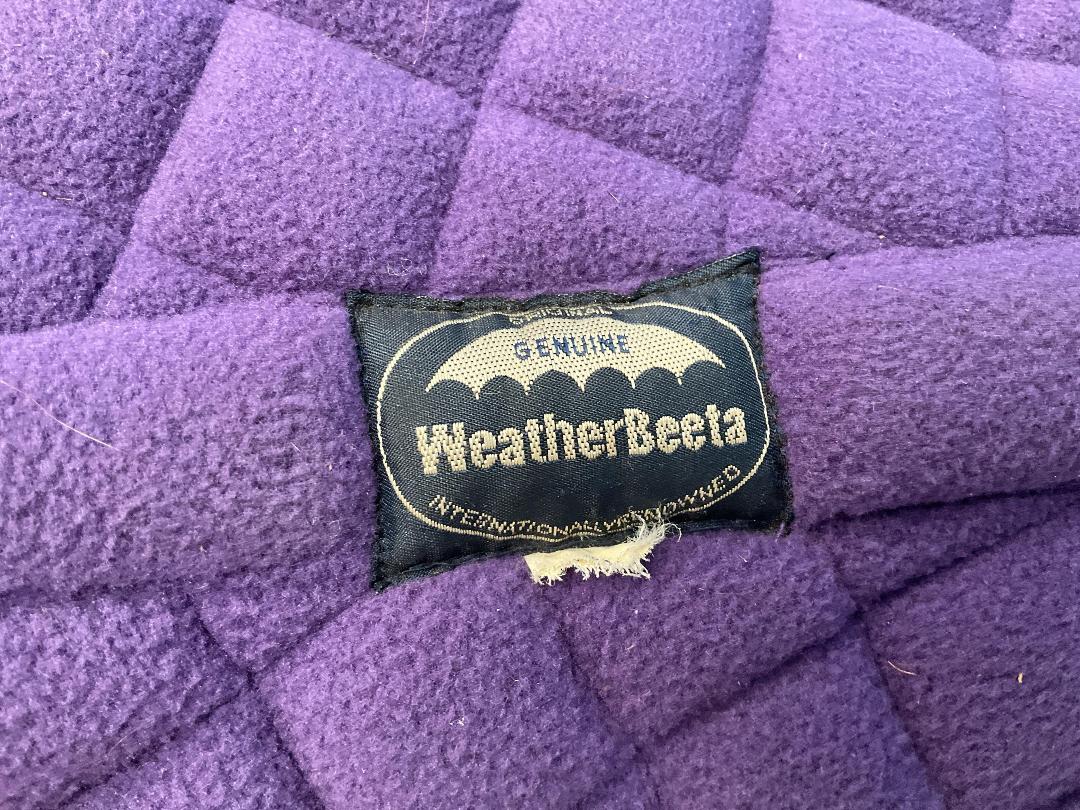 ORIGINAL
GENUINE
WeatherBeeta
INTERNATIONALLY RENOWNED